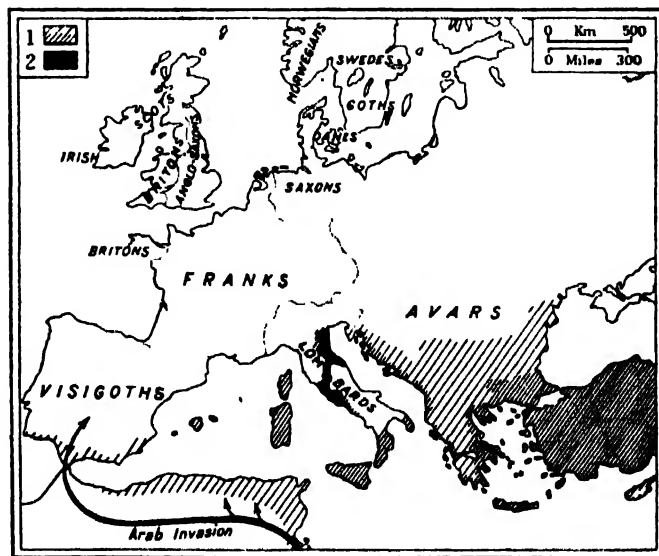 1
2
0 Km 500
0 Miles 300
NORWEGIANS
SWEDES
GOTHS
DANES
SCOTS
IRISH
BRITONS
ANGLO-SAXONS
SAXONS
BRITONS
FRANKS
AVARS
LOMBARDS
VISIGOTHS
Arab Invasion